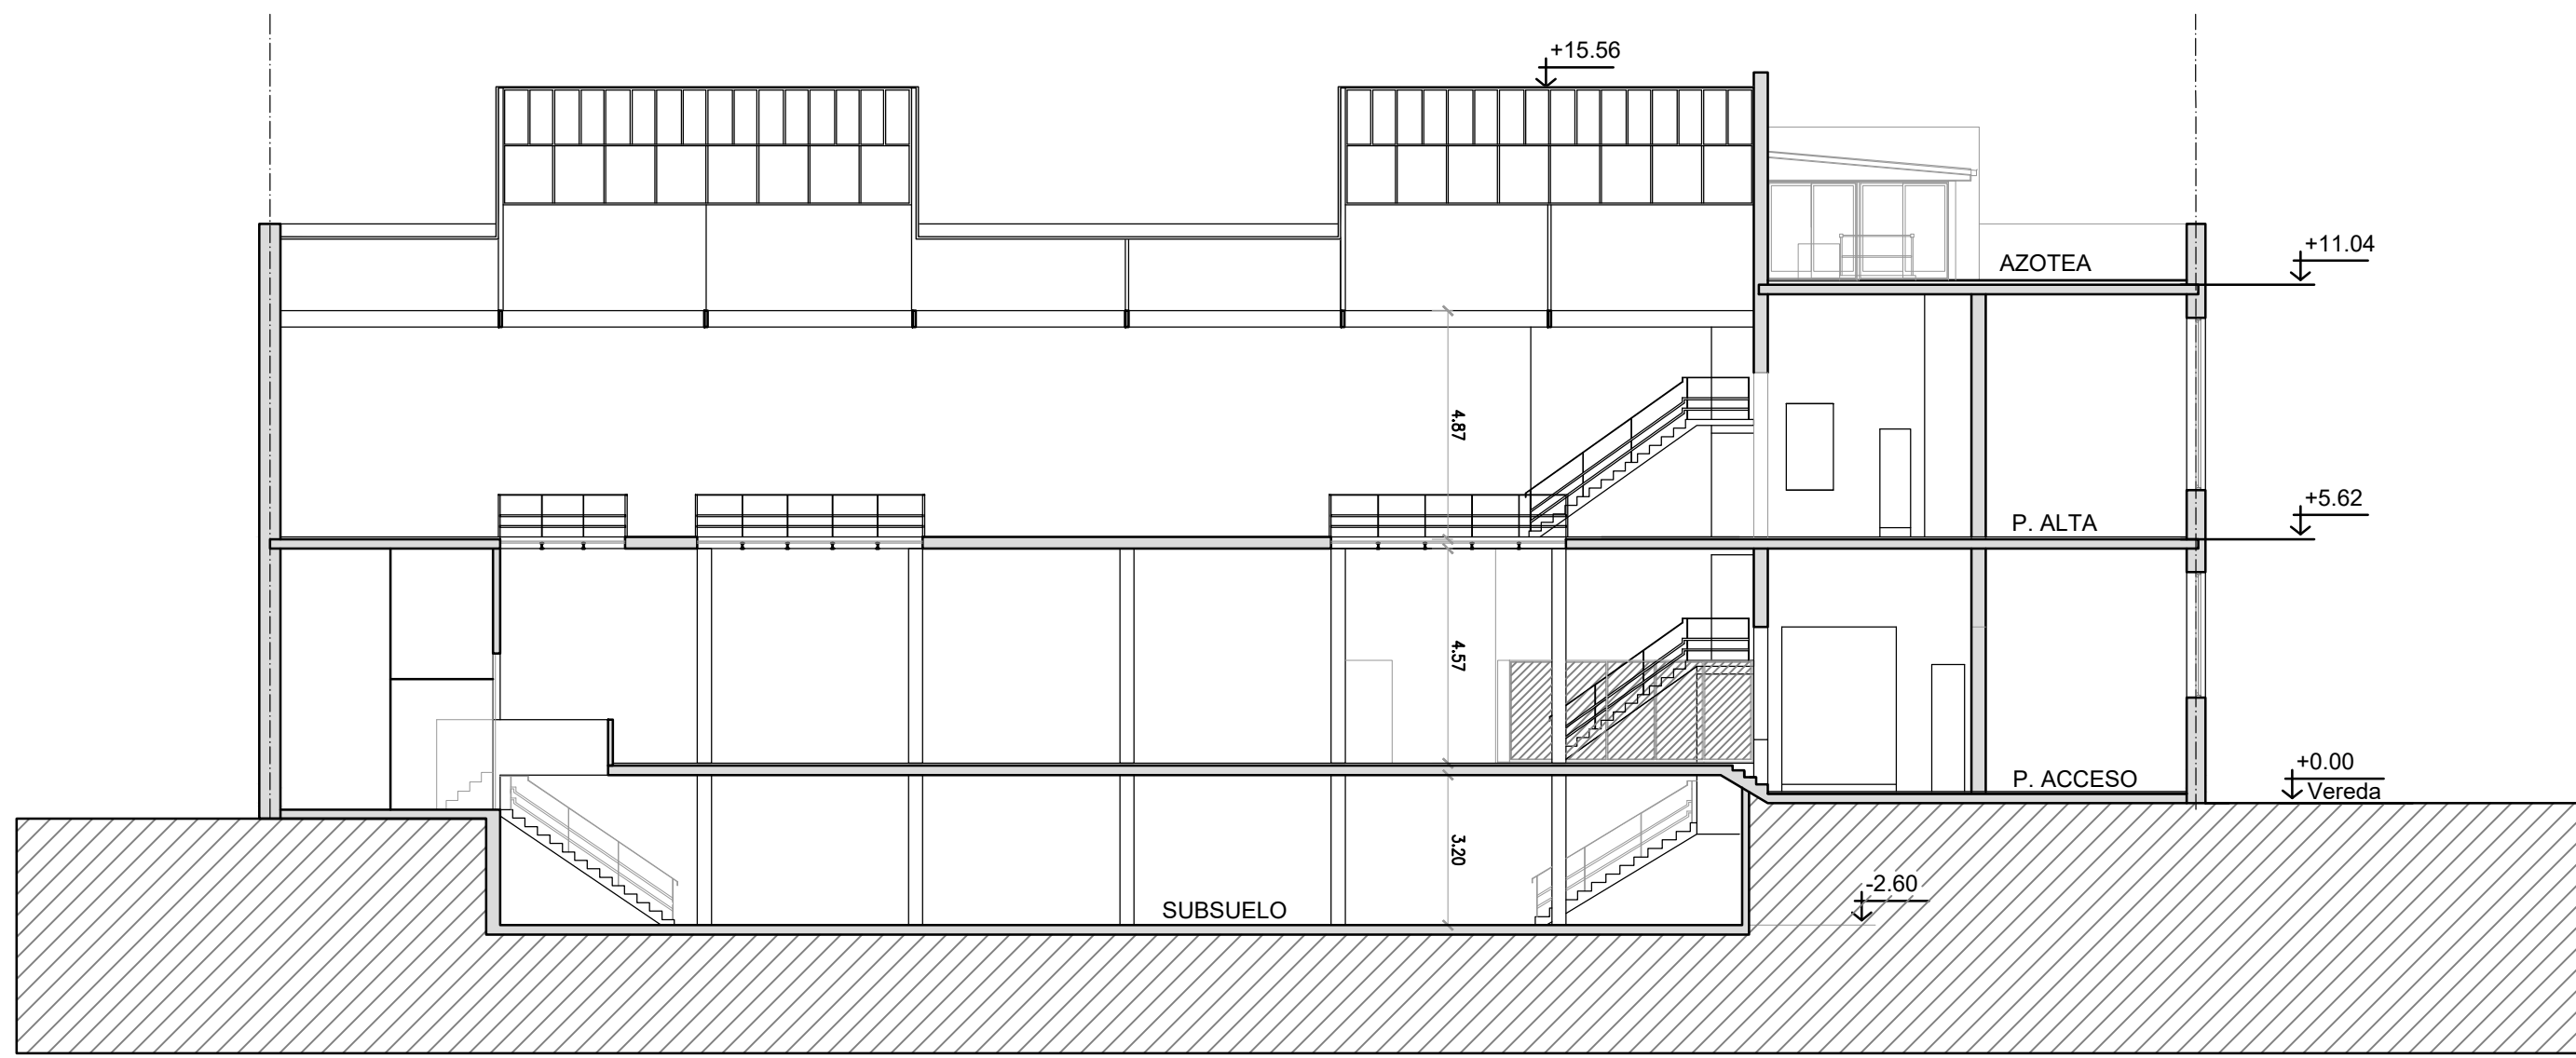 +15.56
+11.04
AZOTEA
4.87
+5.62
P. ALTA
4.57
+0.00
Vereda
P. ACCESO
3.20
-2.60
SUBSUELO